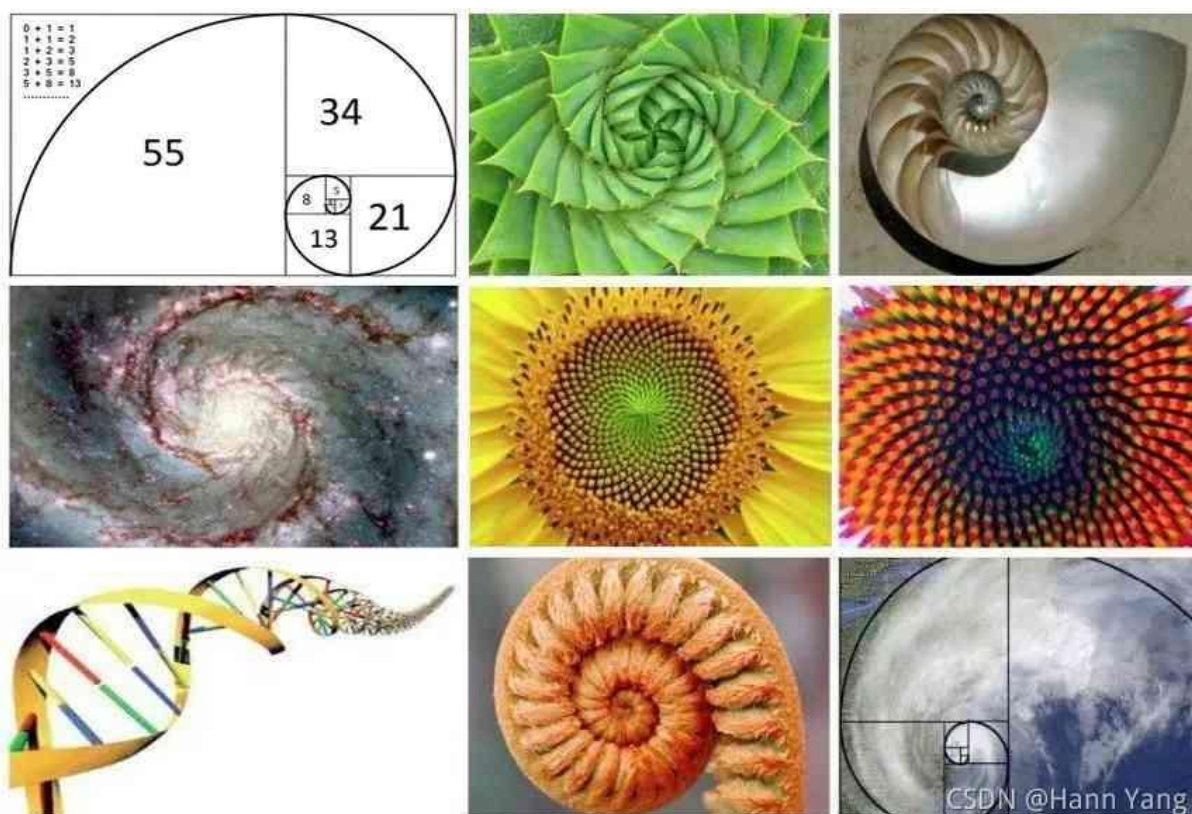 0 + 1 = 1
1 + 1 = 2
1 + 2 = 3
2 + 3 = 5
3 + 5 = 8
5 + 8 = 13
..............
34
55
5
8
21
13
CSDN @Hann Yang